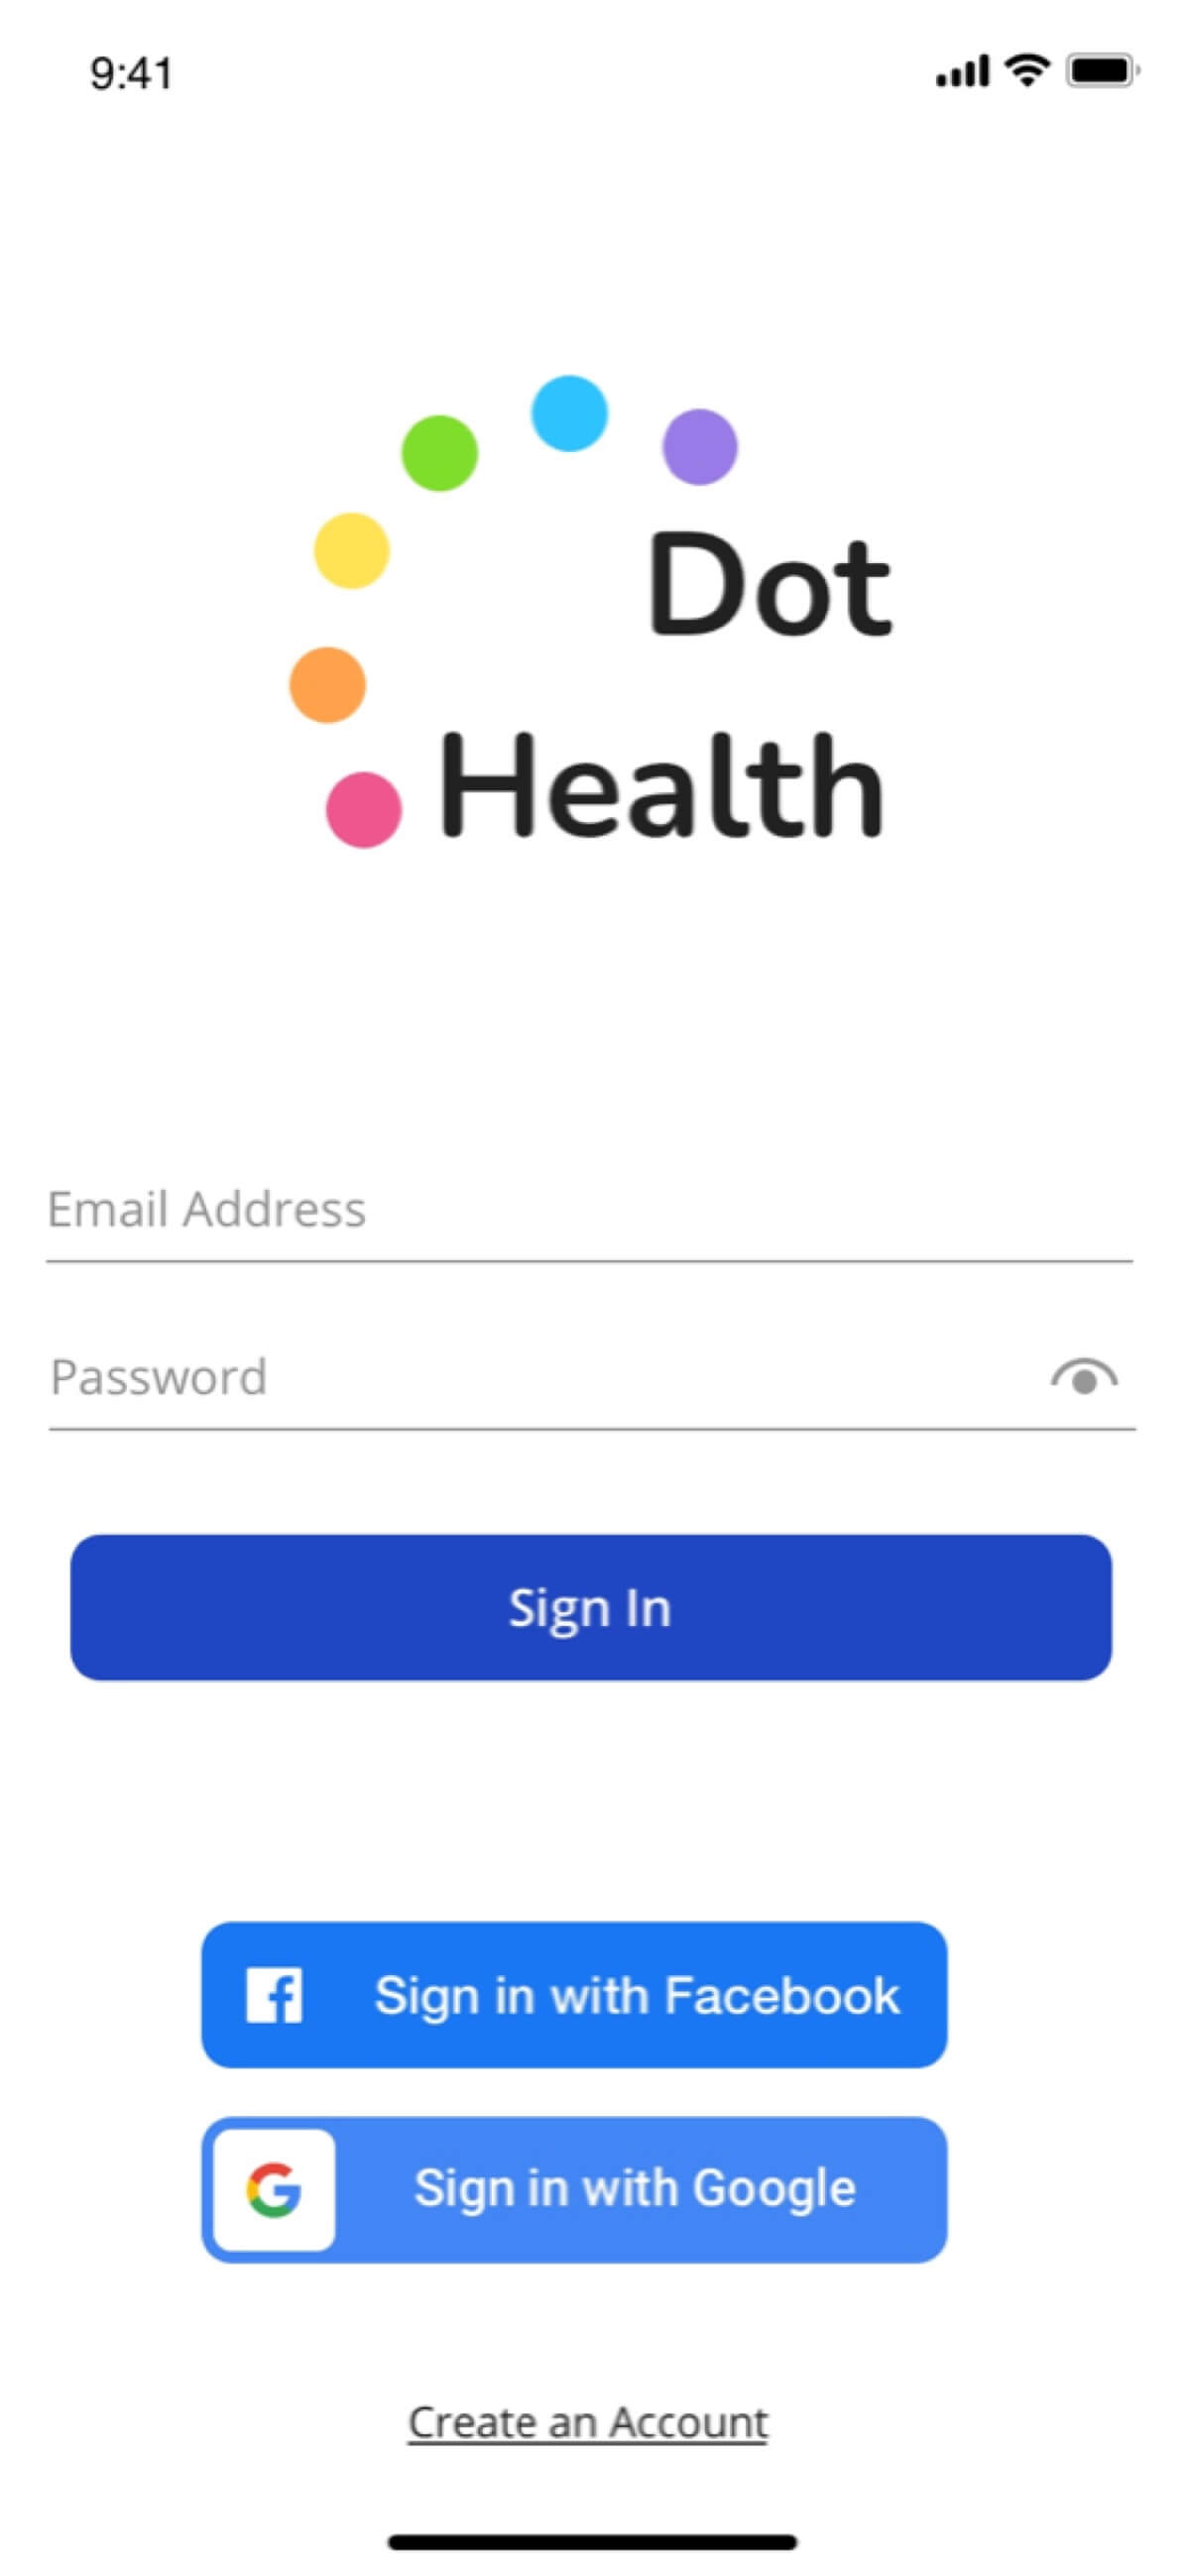 9:41
Dot
Health
Email Address
Password
Sign In
Sign in with Facebook
Sign in with Google
Create an Account